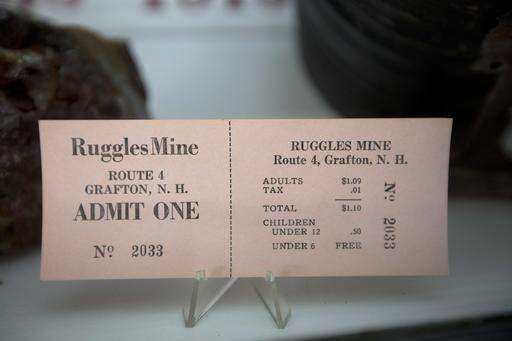 Ruggles Mine
ROUTE 4
GRAFTON, N. H.
ADMIT ONE
Nº 2033
RUGGLES MINE
Route 4, Grafton, N. H.
ADULTS $1.09
TAX .01
TOTAL $1.10
CHILDREN
UNDER 12 .50
UNDER 6 FREE
Nº 2033